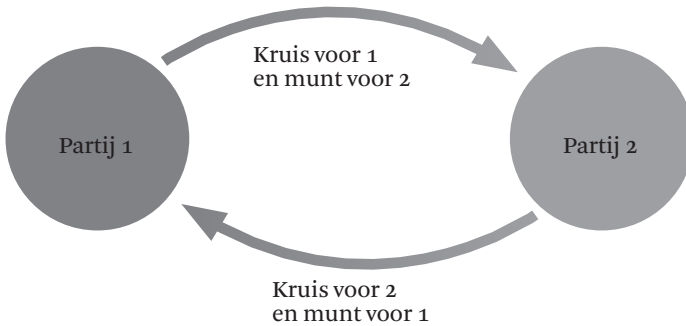 Kruis voor 1
en munt voor 2
Partij 1
Partij 2
Kruis voor 2
en munt voor 1